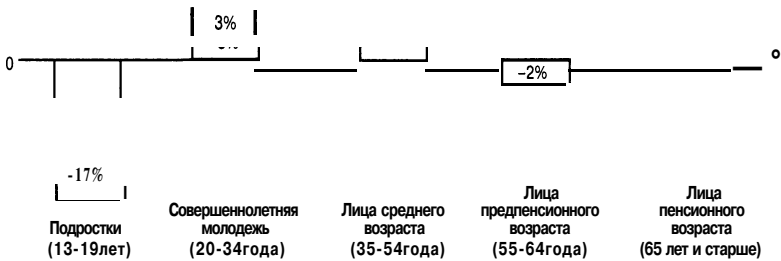 3%
0
–2%
-17%
Подростки
(13-19лет)
Совершеннолетняя
молодежь
(20-34года)
Лица среднего
возраста
(35-54года)
Лица
предпенсионного
возраста
(55-64года)
Лица
пенсионного
возраста
(65 лет и старше)